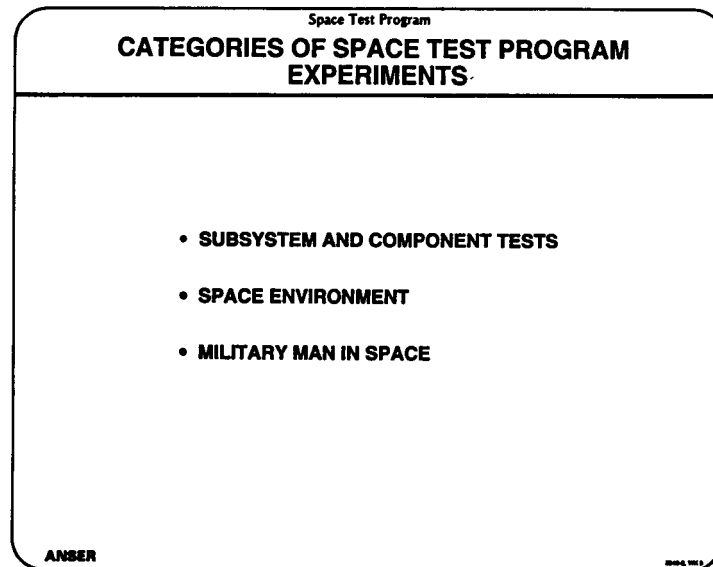 Space Test Program
CATEGORIES OF SPACE TEST PROGRAM
EXPERIMENTS
• SUBSYSTEM AND COMPONENT TESTS
• SPACE ENVIRONMENT
• MILITARY MAN IN SPACE
ANSER